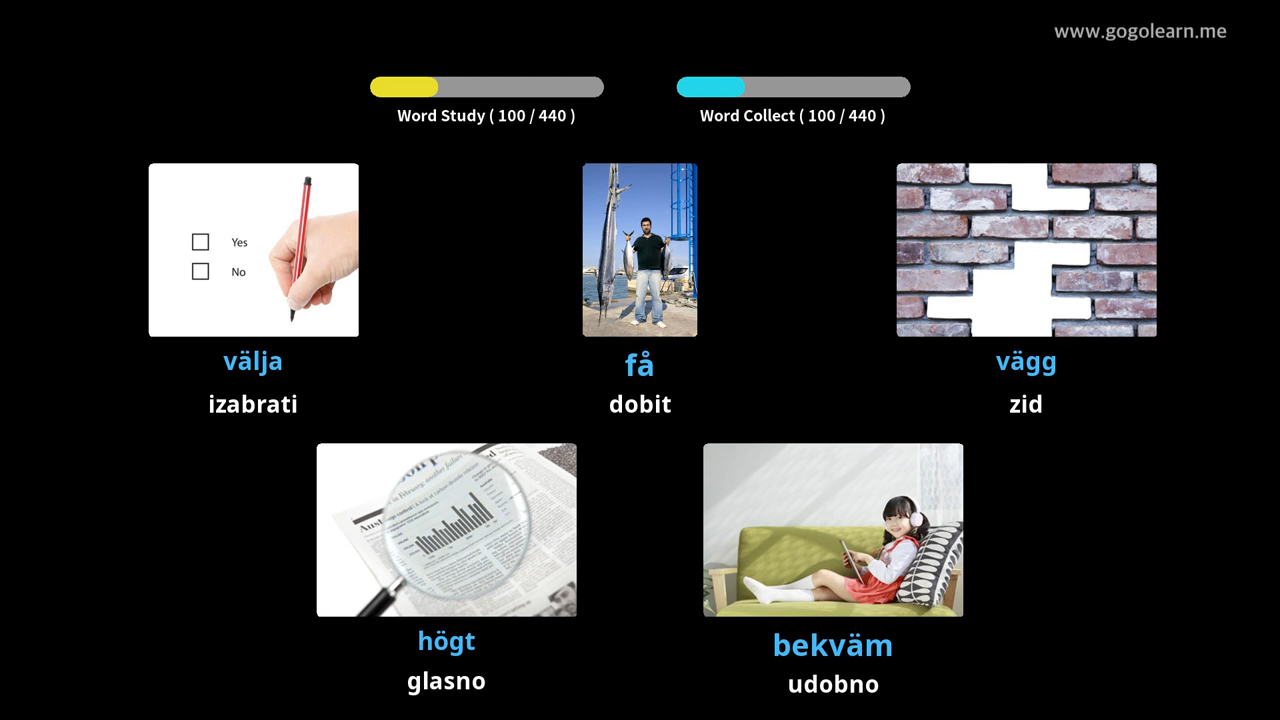 www.gogolearn.me
Word Study ( 100 / 440 )
Word Collect ( 100 / 440 )
Yes
No
välja
få
vägg
izabrati
dobit
zid
högt
bekväm
glasno
udobno